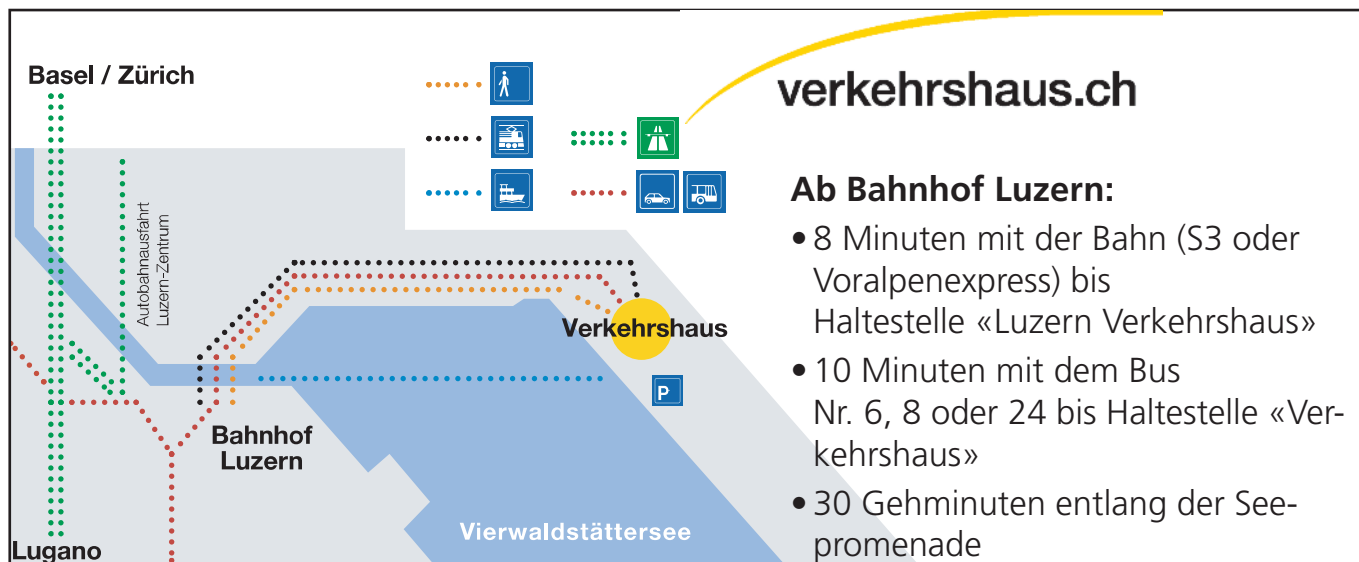 Basel / Zürich
Autobahnausfahrt
Luzern-Zentrum
Verkehrshaus
P
Bahnhof
Luzern
Vierwaldstättersee
Lugano
verkehrshaus.ch
Ab Bahnhof Luzern:
• 8 Minuten mit der Bahn (S3 oder
Voralpenexpress) bis
Haltestelle «Luzern Verkehrshaus»
• 10 Minuten mit dem Bus
Nr. 6, 8 oder 24 bis Haltestelle «Ver-
kehrshaus»
• 30 Gehminuten entlang der See-
promenade